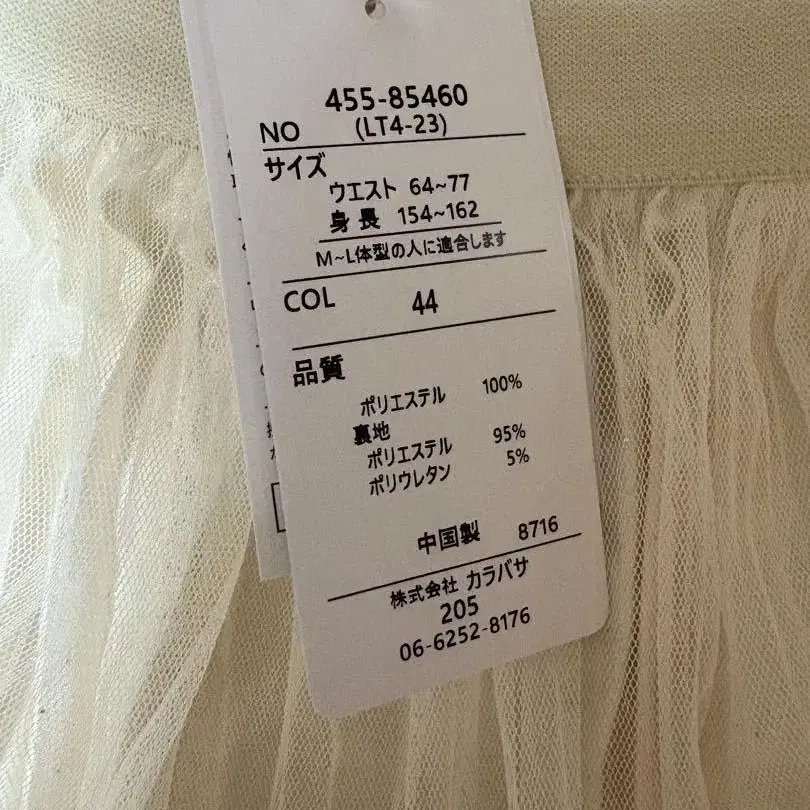 455-85460
NO (LT4-23)
サイズ
ウエスト 64~77
身長 154~162
M~L体型の人に適合します
COL 44
品質
ポリエステル 100%
裏地
ポリエステル 95%
ポリウレタン 5%
中国製 8716
株式会社 カラバサ
205
06-6252-8176